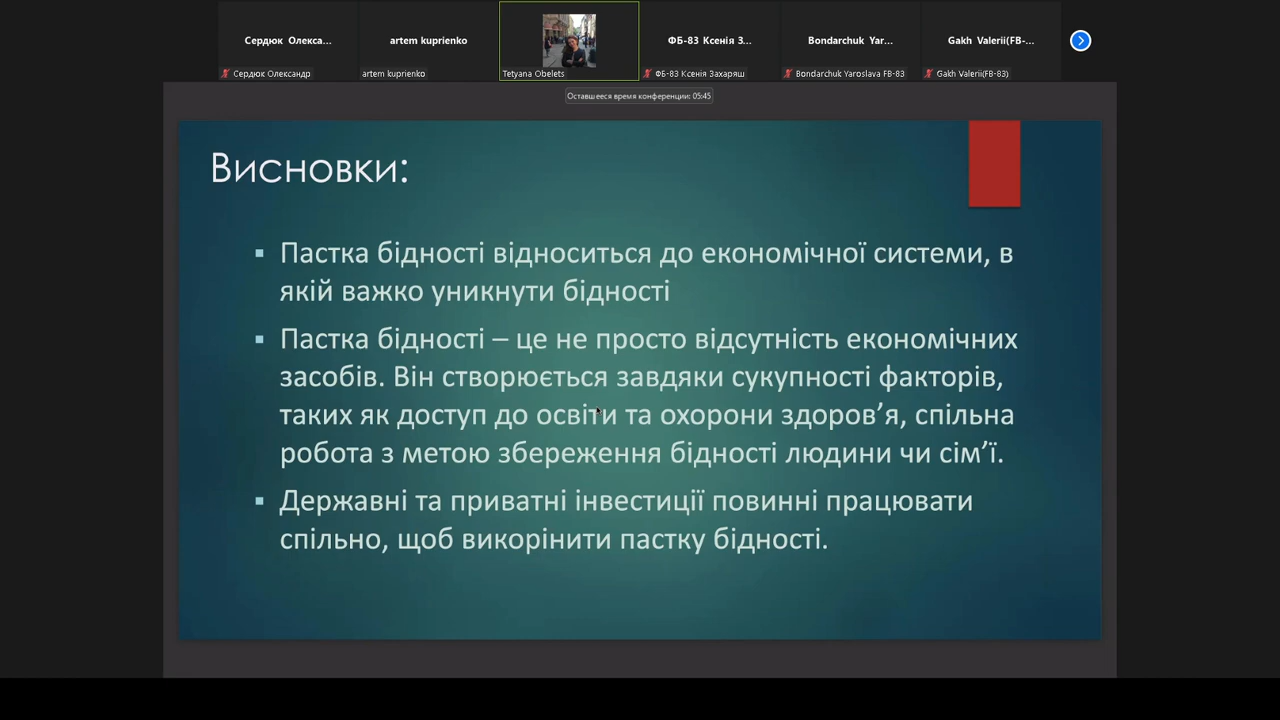 Сердюк Олекса...
artem kuprienko
ФБ-83 Ксенія З...
Bondarchuk Yar...
Gakh Valerii(FB-...
Сердюк Олександр
artem kuprienko
Tetyana Obelets
ФБ-83 Ксенія Захаряш
Bondarchuk Yaroslava FB-83
Gakh Valerii(FB-83)
Оставшееся время конференции: 05:45
Висновки:
▪ Пастка бідності відноситься до економічної системи, в
якій важко уникнути бідності
▪ Пастка бідності – це не просто відсутність економічних
засобів. Він створюється завдяки сукупності факторів,
таких як доступ до освіти та охорони здоров’я, спільна
робота з метою збереження бідності людини чи сім’ї.
▪ Державні та приватні інвестиції повинні працювати
спільно, щоб викорінити пастку бідності.